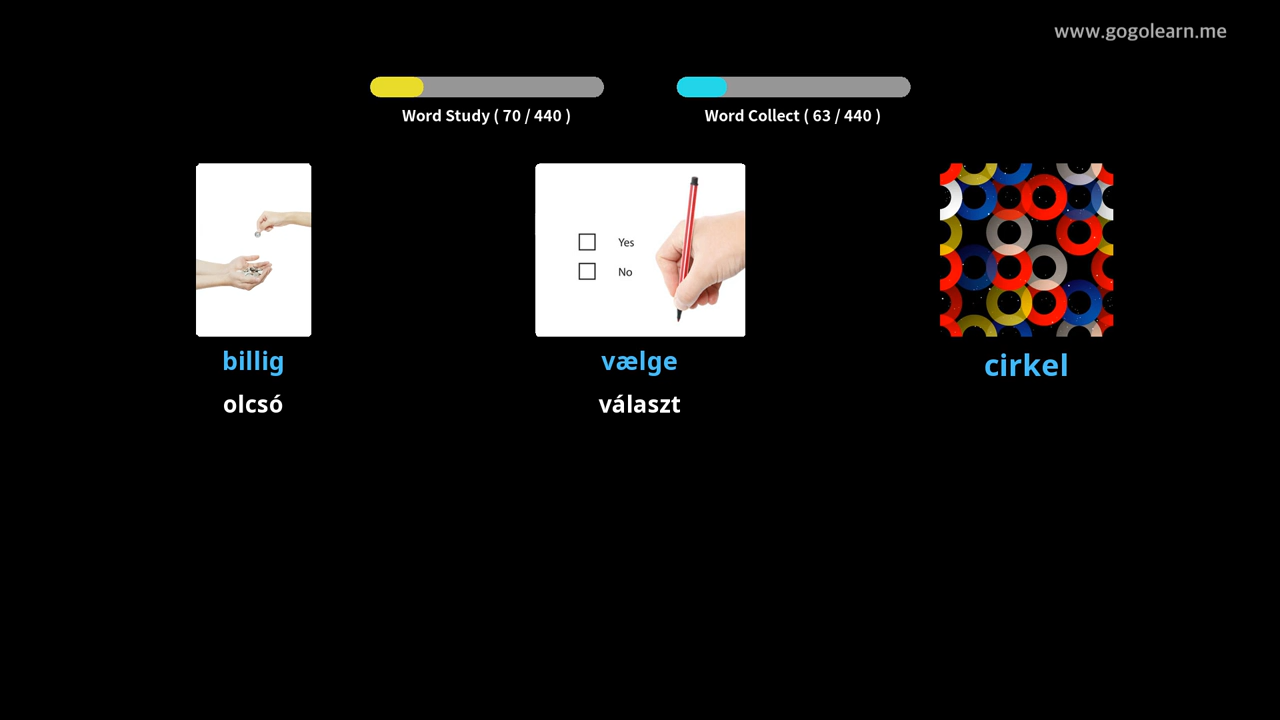 www.gogolearn.me
Word Study ( 70 / 440 )
Word Collect ( 63 / 440 )
Yes
No
billig
vælge
cirkel
olcsó
választ